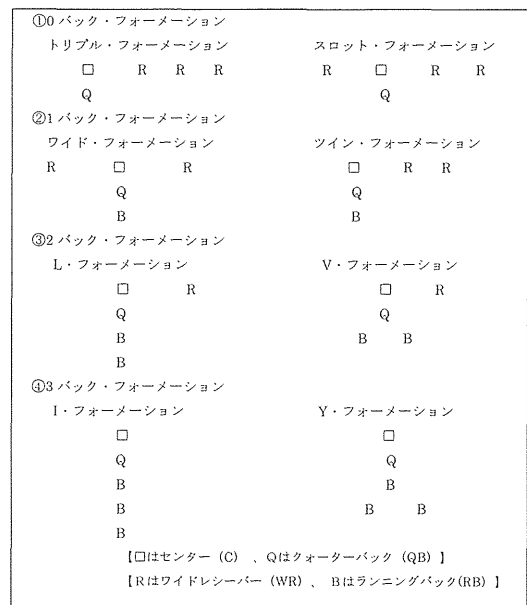 ①0 バック・フォーメーション
トリプル・フォーメーション スロット・フォーメーション
□ R R R R □ R R
Q Q
②1 バック・フォーメーション
ワイド・フォーメーション ツイン・フォーメーション
R □ R □ R R
Q Q
B B
③2 バック・フォーメーション
L・フォーメーション V・フォーメーション
□ R □ R
Q Q
B B B
B
④3 バック・フォーメーション
I・フォーメーション Y・フォーメーション
□ □
Q Q
B B
B B B
B
【□はセンター (C) 、Qはクォーターバック (QB) 】
【Rはワイドレシーバー (WR) 、 Bはランニングバック(RB) 】